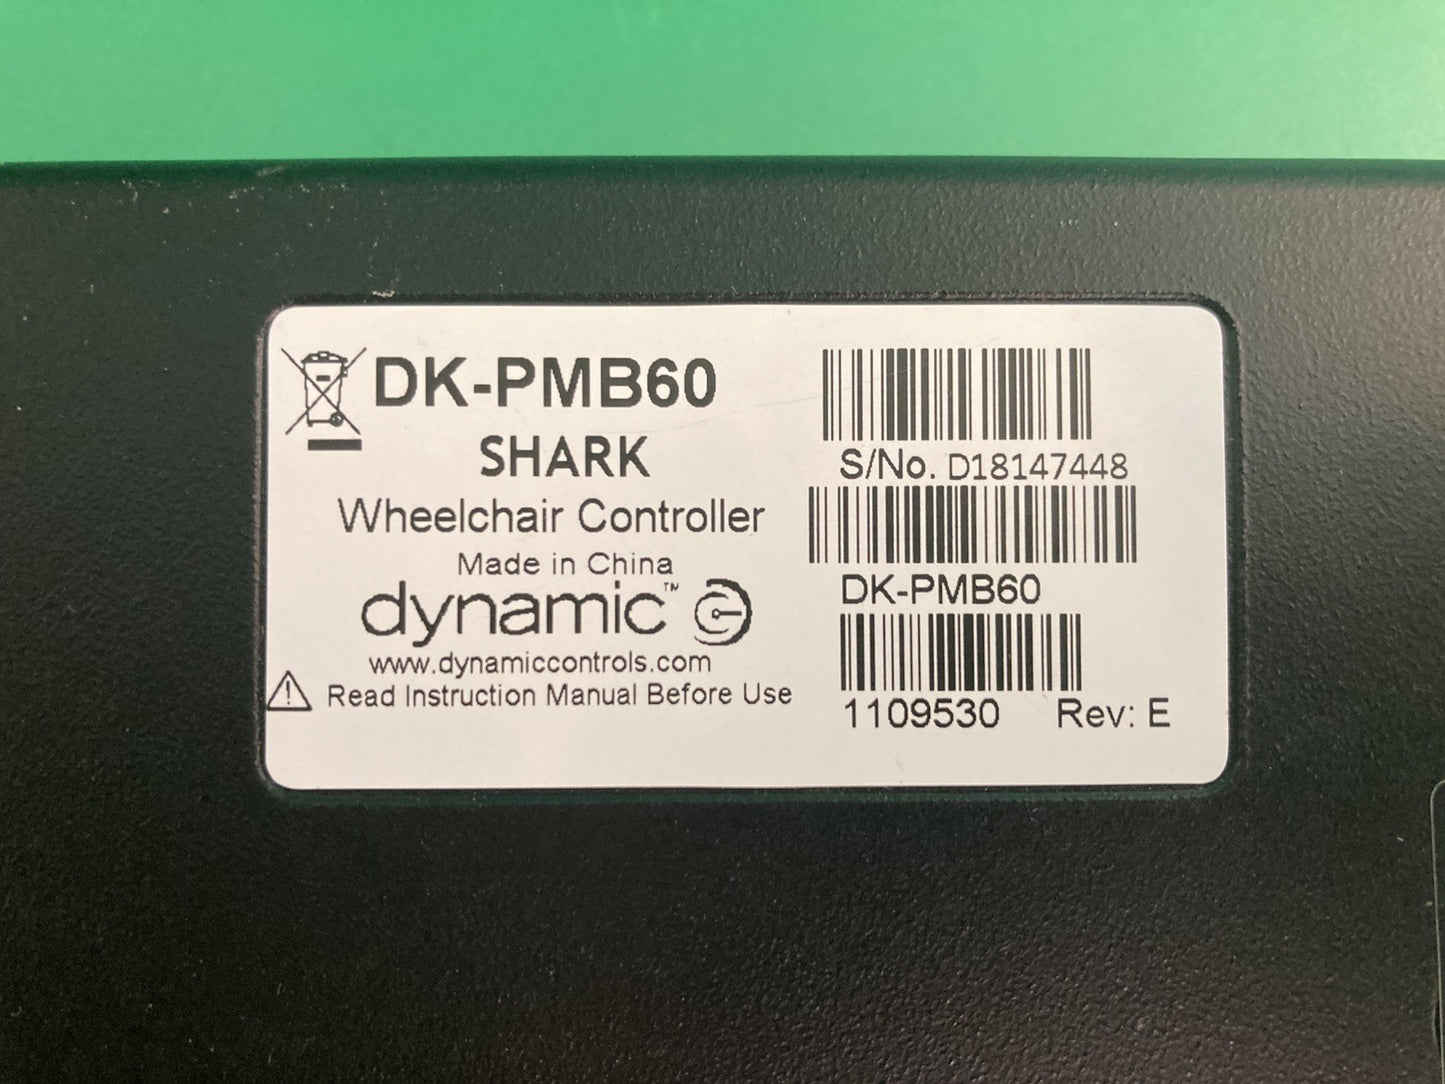 DK-PMB60
SHARK
Wheelchair Controller
Made in China
dynamic™
www.dynamiccontrols.com
Read Instruction Manual Before Use
S/No. D18147448
DK-PMB60
1109530 Rev: E